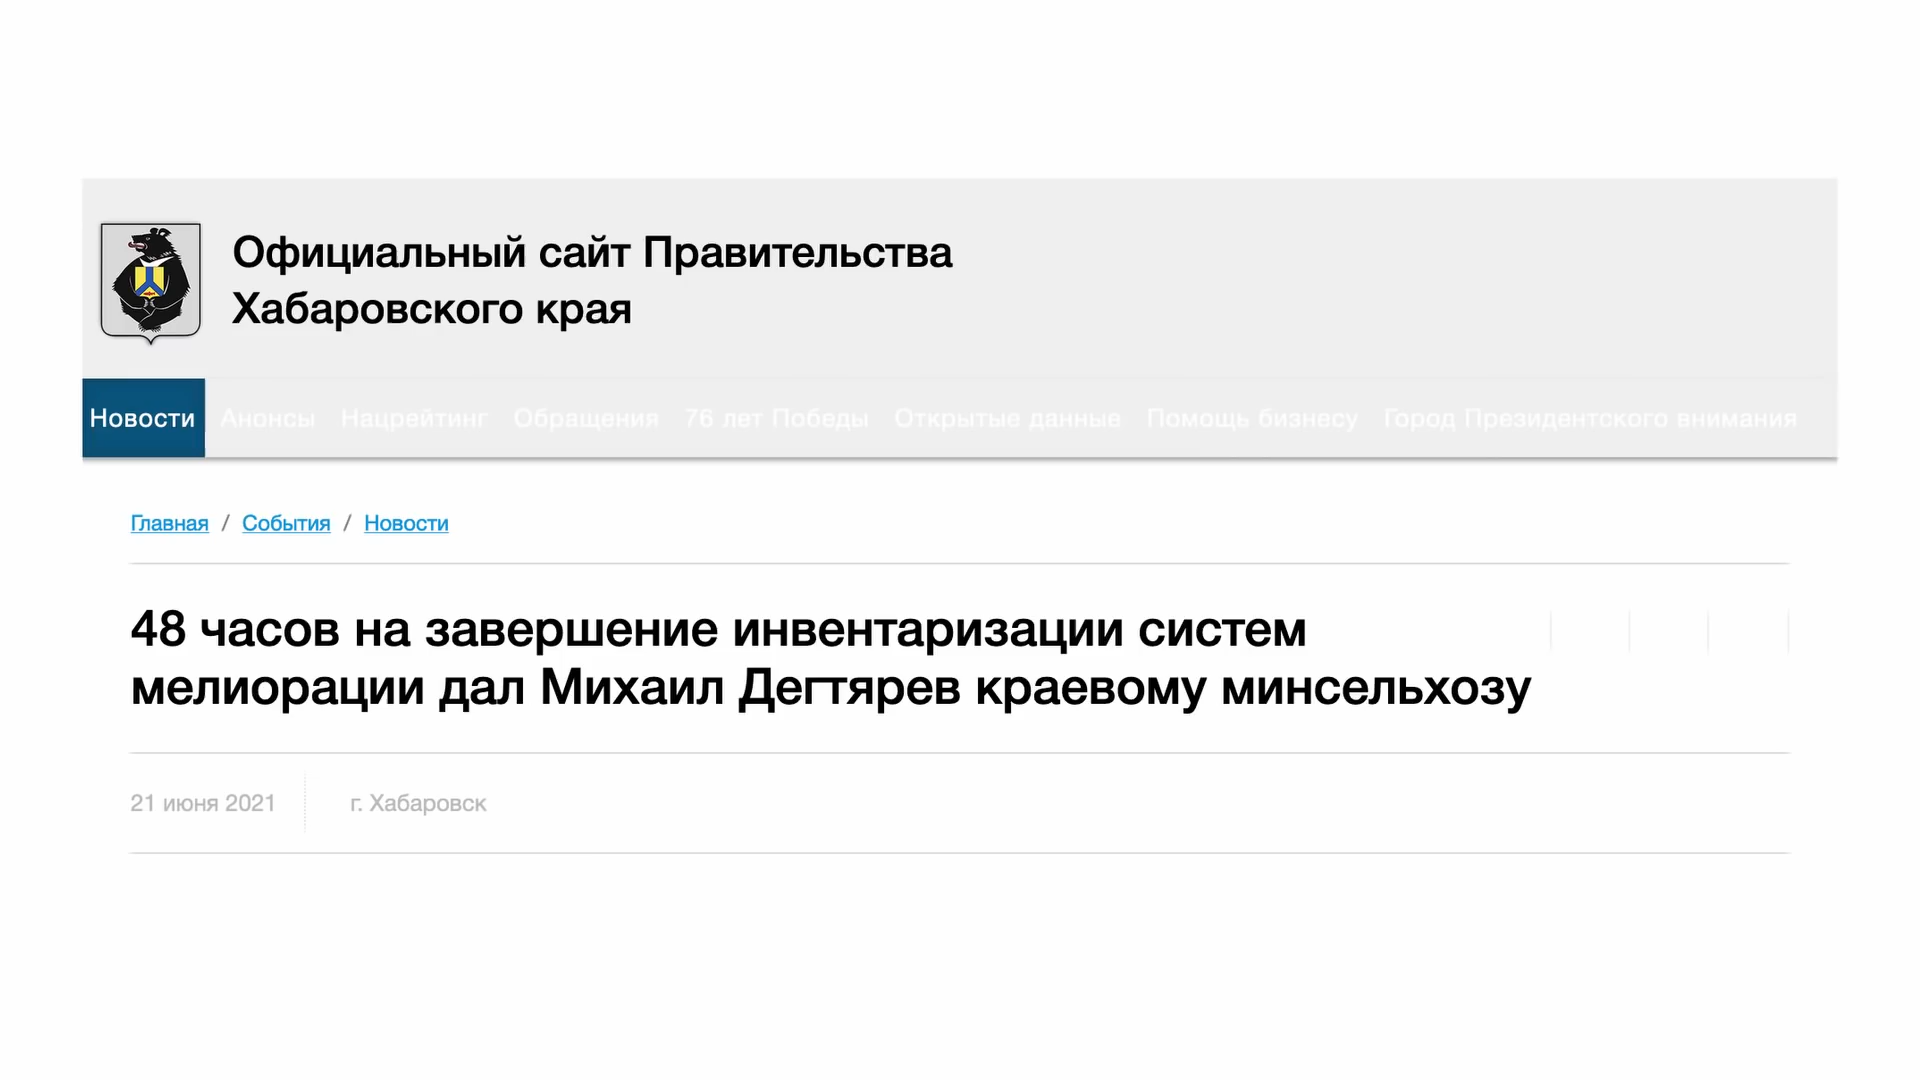 Официальный сайт Правительства
Хабаровского края
Новости Анонсы Нацрейтинг Обращения 76 лет Победы Открытые данные Помощь бизнесу Город Президентского внимания
Главная / События / Новости
48 часов на завершение инвентаризации систем
мелиорации дал Михаил Дегтярев краевому минсельхозу
21 июня 2021 г. Хабаровск